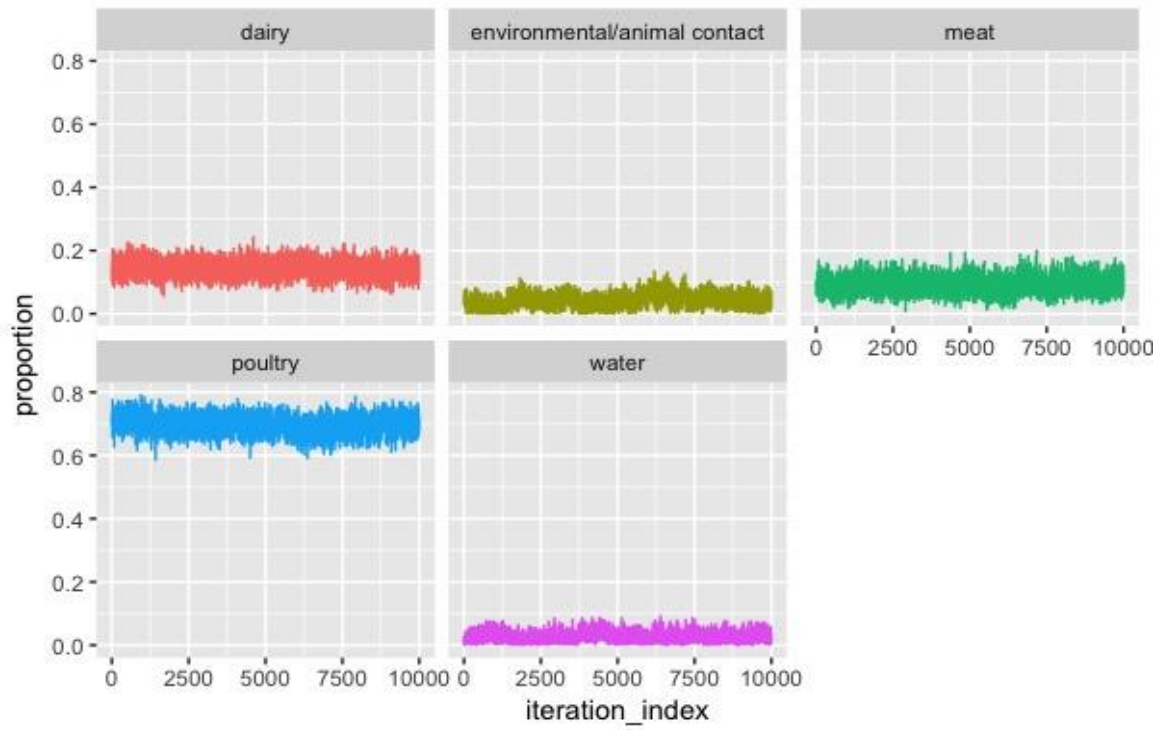 dairy
environmental/animal contact
meat
0.8
0.6
0.4
0.2
0.0
0 2500 5000 7500 10000
poultry
water
proportion
0.8
0.6
0.4
0.2
0.0
0 2500 5000 7500 10000
0 2500 5000 7500 10000
iteration_index